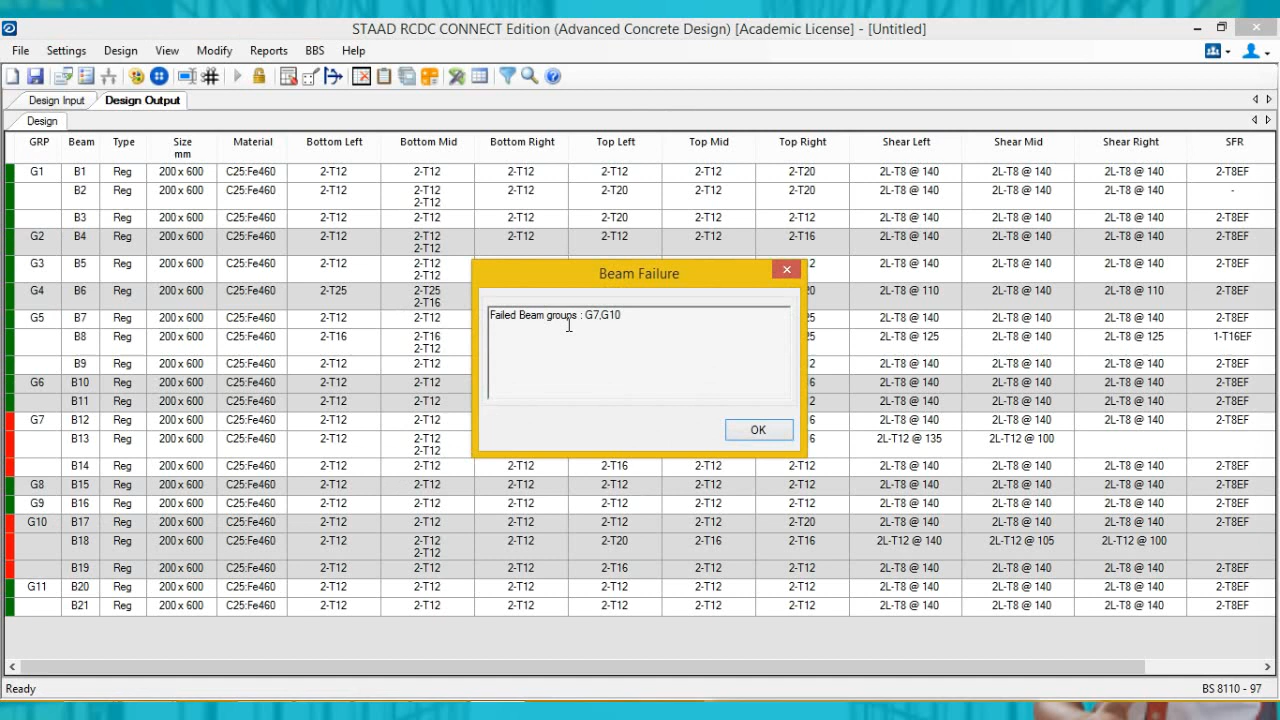 STAAD RCDC CONNECT Edition (Advanced Concrete Design) [Academic License] - [Untitled]
File Settings Design View Modify Reports BBS Help
Design Input Design Output
Design
GRP Beam Type Size mm Material Bottom Left Bottom Mid Bottom Right Top Left Top Mid Top Right Shear Left Shear Mid Shear Right SFR
G1 B1 Reg 200 x 600 C25:Fe460 2-T12 2-T12 2-T12 2-T12 2-T12 2-T20 2L-T8 @ 140 2L-T8 @ 140 2L-T8 @ 140 2-T8EF
B2 Reg 200 x 600 C25:Fe460 2-T12 2-T12 2-T12 2-T20 2-T12 2-T20 2L-T8 @ 140 2L-T8 @ 140 2L-T8 @ 140 -
2-T12
B3 Reg 200 x 600 C25:Fe460 2-T12 2-T12 2-T12 2-T20 2-T12 2-T12 2L-T8 @ 140 2L-T8 @ 140 2L-T8 @ 140 2-T8EF
G2 B4 Reg 200 x 600 C25:Fe460 2-T12 2-T12 2-T12 2-T12 2-T12 2-T16 2L-T8 @ 140 2L-T8 @ 140 2L-T8 @ 140 2-T8EF
2-T12
G3 B5 Reg 200 x 600 C25:Fe460 2-T12 2-T12 2L-T8 @ 140 2L-T8 @ 140 2L-T8 @ 140 2-T8EF
2-T12
G4 B6 Reg 200 x 600 C25:Fe460 2-T25 2-T25 2L-T8 @ 110 2L-T8 @ 140 2L-T8 @ 110 2-T8EF
2-T16
G5 B7 Reg 200 x 600 C25:Fe460 2-T12 2-T12 2L-T8 @ 140 2L-T8 @ 140 2L-T8 @ 140 2-T8EF
B8 Reg 200 x 600 C25:Fe460 2-T16 2-T16 2L-T8 @ 125 2L-T8 @ 140 2L-T8 @ 125 1-T16EF
2-T12
B9 Reg 200 x 600 C25:Fe460 2-T12 2-T12 2L-T8 @ 140 2L-T8 @ 140 2L-T8 @ 140 2-T8EF
G6 B10 Reg 200 x 600 C25:Fe460 2-T12 2-T12 2L-T8 @ 140 2L-T8 @ 140 2L-T8 @ 140 2-T8EF
B11 Reg 200 x 600 C25:Fe460 2-T12 2-T12 2L-T8 @ 140 2L-T8 @ 140 2L-T8 @ 140 2-T8EF
G7 B12 Reg 200 x 600 C25:Fe460 2-T12 2-T12 2L-T8 @ 140 2L-T8 @ 140 2L-T8 @ 140 2-T8EF
B13 Reg 200 x 600 C25:Fe460 2-T12 2-T12 2L-T12 @ 135 2L-T12 @ 100
2-T12
B14 Reg 200 x 600 C25:Fe460 2-T12 2-T12 2-T12 2-T16 2-T12 2-T12 2L-T8 @ 140 2L-T8 @ 140 2L-T8 @ 140 2-T8EF
G8 B15 Reg 200 x 600 C25:Fe460 2-T12 2-T12 2-T12 2-T12 2-T12 2-T12 2L-T8 @ 140 2L-T8 @ 140 2L-T8 @ 140 2-T8EF
G9 B16 Reg 200 x 600 C25:Fe460 2-T12 2-T12 2-T12 2-T12 2-T12 2-T12 2L-T8 @ 140 2L-T8 @ 140 2L-T8 @ 140 2-T8EF
G10 B17 Reg 200 x 600 C25:Fe460 2-T12 2-T12 2-T12 2-T12 2-T12 2-T20 2L-T8 @ 140 2L-T8 @ 140 2L-T8 @ 140 2-T8EF
B18 Reg 200 x 600 C25:Fe460 2-T12 2-T12 2-T12 2-T20 2-T16 2-T16 2L-T12 @ 140 2L-T12 @ 105 2L-T12 @ 100
2-T12
B19 Reg 200 x 600 C25:Fe460 2-T12 2-T12 2-T12 2-T16 2-T12 2-T12 2L-T8 @ 140 2L-T8 @ 140 2L-T8 @ 140 2-T8EF
G11 B20 Reg 200 x 600 C25:Fe460 2-T12 2-T12 2-T12 2-T12 2-T12 2-T12 2L-T8 @ 140 2L-T8 @ 140 2L-T8 @ 140 2-T8EF
B21 Reg 200 x 600 C25:Fe460 2-T12 2-T12 2-T12 2-T12 2-T12 2-T12 2L-T8 @ 140 2L-T8 @ 140 2L-T8 @ 140 2-T8EF
Beam Failure
Failed Beam groups : G7,G10
OK
Ready BS 8110 - 97